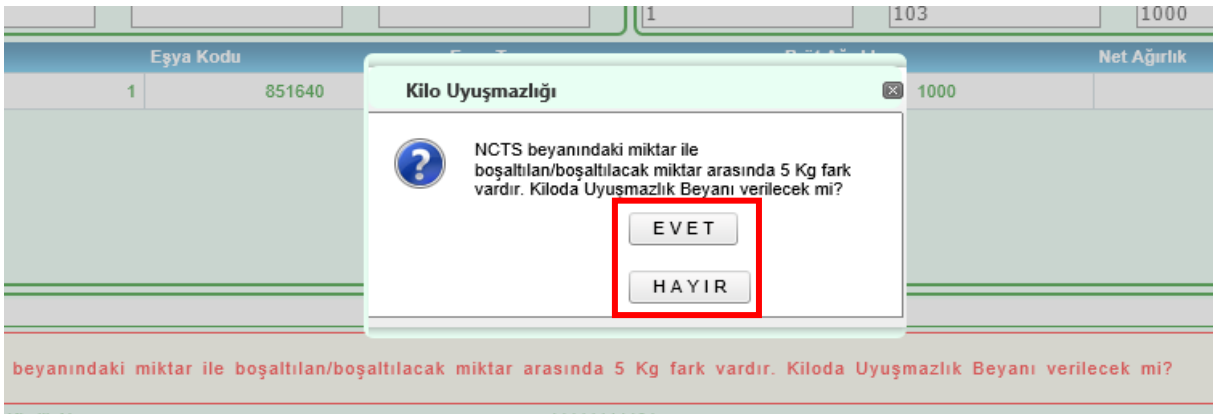 1 103 1000
Eşya Kodu Net Ağırlık
1 851640 1000
Kilo Uyuşmazlığı
NCTS beyanındaki miktar ile
boşaltılan/boşaltılacak miktar arasında 5 Kg fark
vardır. Kiloda Uyuşmazlık Beyanı verilecek mi?
EVET
HAYIR
beyanındaki miktar ile boşaltılan/boşaltılacak miktar arasında 5 Kg fark vardır. Kiloda Uyuşmazlık Beyanı verilecek mi?